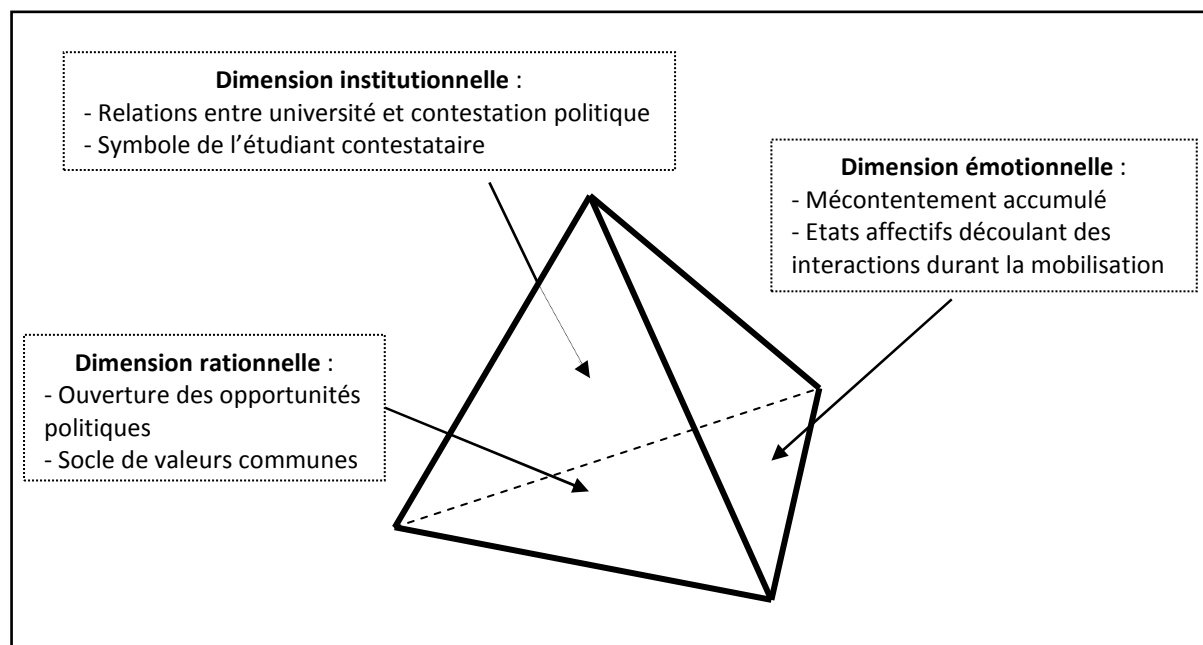 Dimension institutionnelle :
- Relations entre université et contestation politique
- Symbole de l’étudiant contestataire
Dimension émotionnelle :
- Mécontentement accumulé
- Etats affectifs découlant des
interactions durant la mobilisation
Dimension rationnelle :
- Ouverture des opportunités
politiques
- Socle de valeurs communes